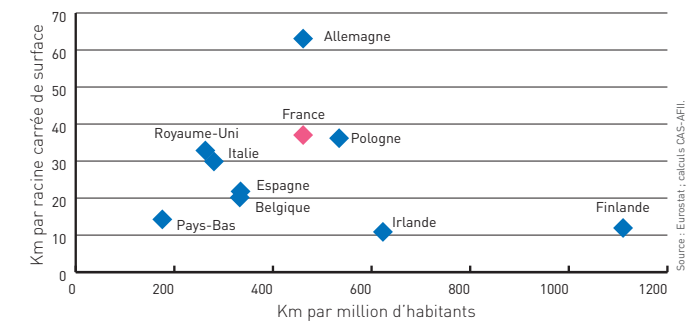 Km par racine carrée de surface
70
60
50
40
30
20
10
0
Allemagne
France
Pologne
Royaume-Uni
Italie
Espagne
Belgique
Pays-Bas
Irlande
Finlande
0 200 400 600 800 1000 1200
Km par million d’habitants
Source : Eurostat ; calculs CAS-AFII.